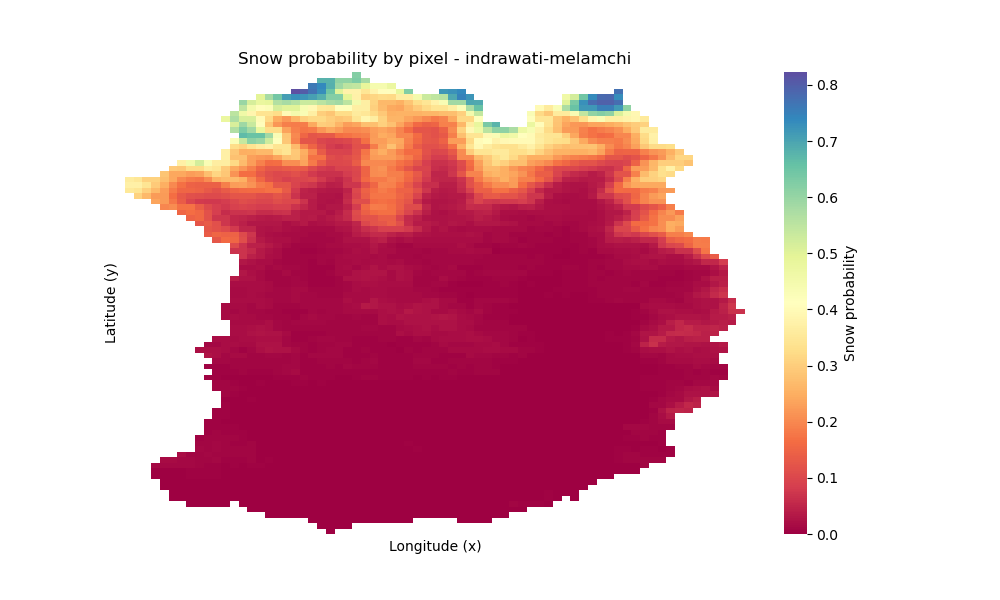 Snow probability by pixel - indrawati-melamchi
Latitude (y)
Longitude (x)
0.8
0.7
0.6
0.5
0.4
0.3
0.2
0.1
0.0
Snow probability